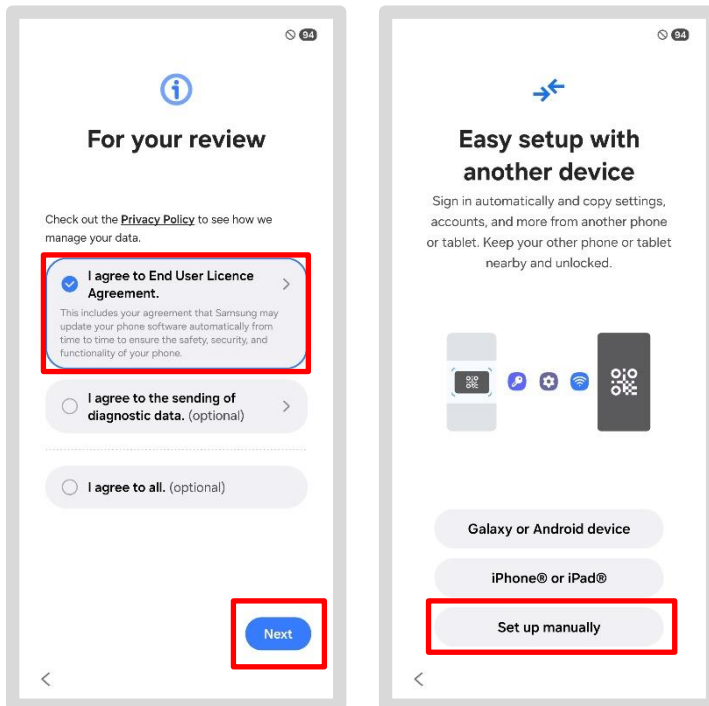 94
For your review
Check out the Privacy Policy to see how we
manage your data.
I agree to End User Licence
Agreement.
This includes your agreement that Samsung may
update your phone software automatically from
time to time to ensure the safety, security, and
functionality of your phone.
I agree to the sending of
diagnostic data. (optional)
I agree to all. (optional)
Next
94
Easy setup with
another device
Sign in automatically and copy settings,
accounts, and more from another phone
or tablet. Keep your other phone or tablet
nearby and unlocked.
Galaxy or Android device
iPhone® or iPad®
Set up manually